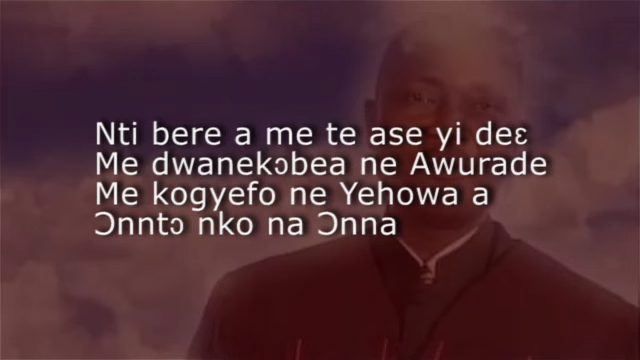 Nti bere a me te ase yi deɛ
Me dwanekɔbea ne Awurade
Me kogyefo ne Yehowa a
Ɔnntɔ nko na Ɔnna